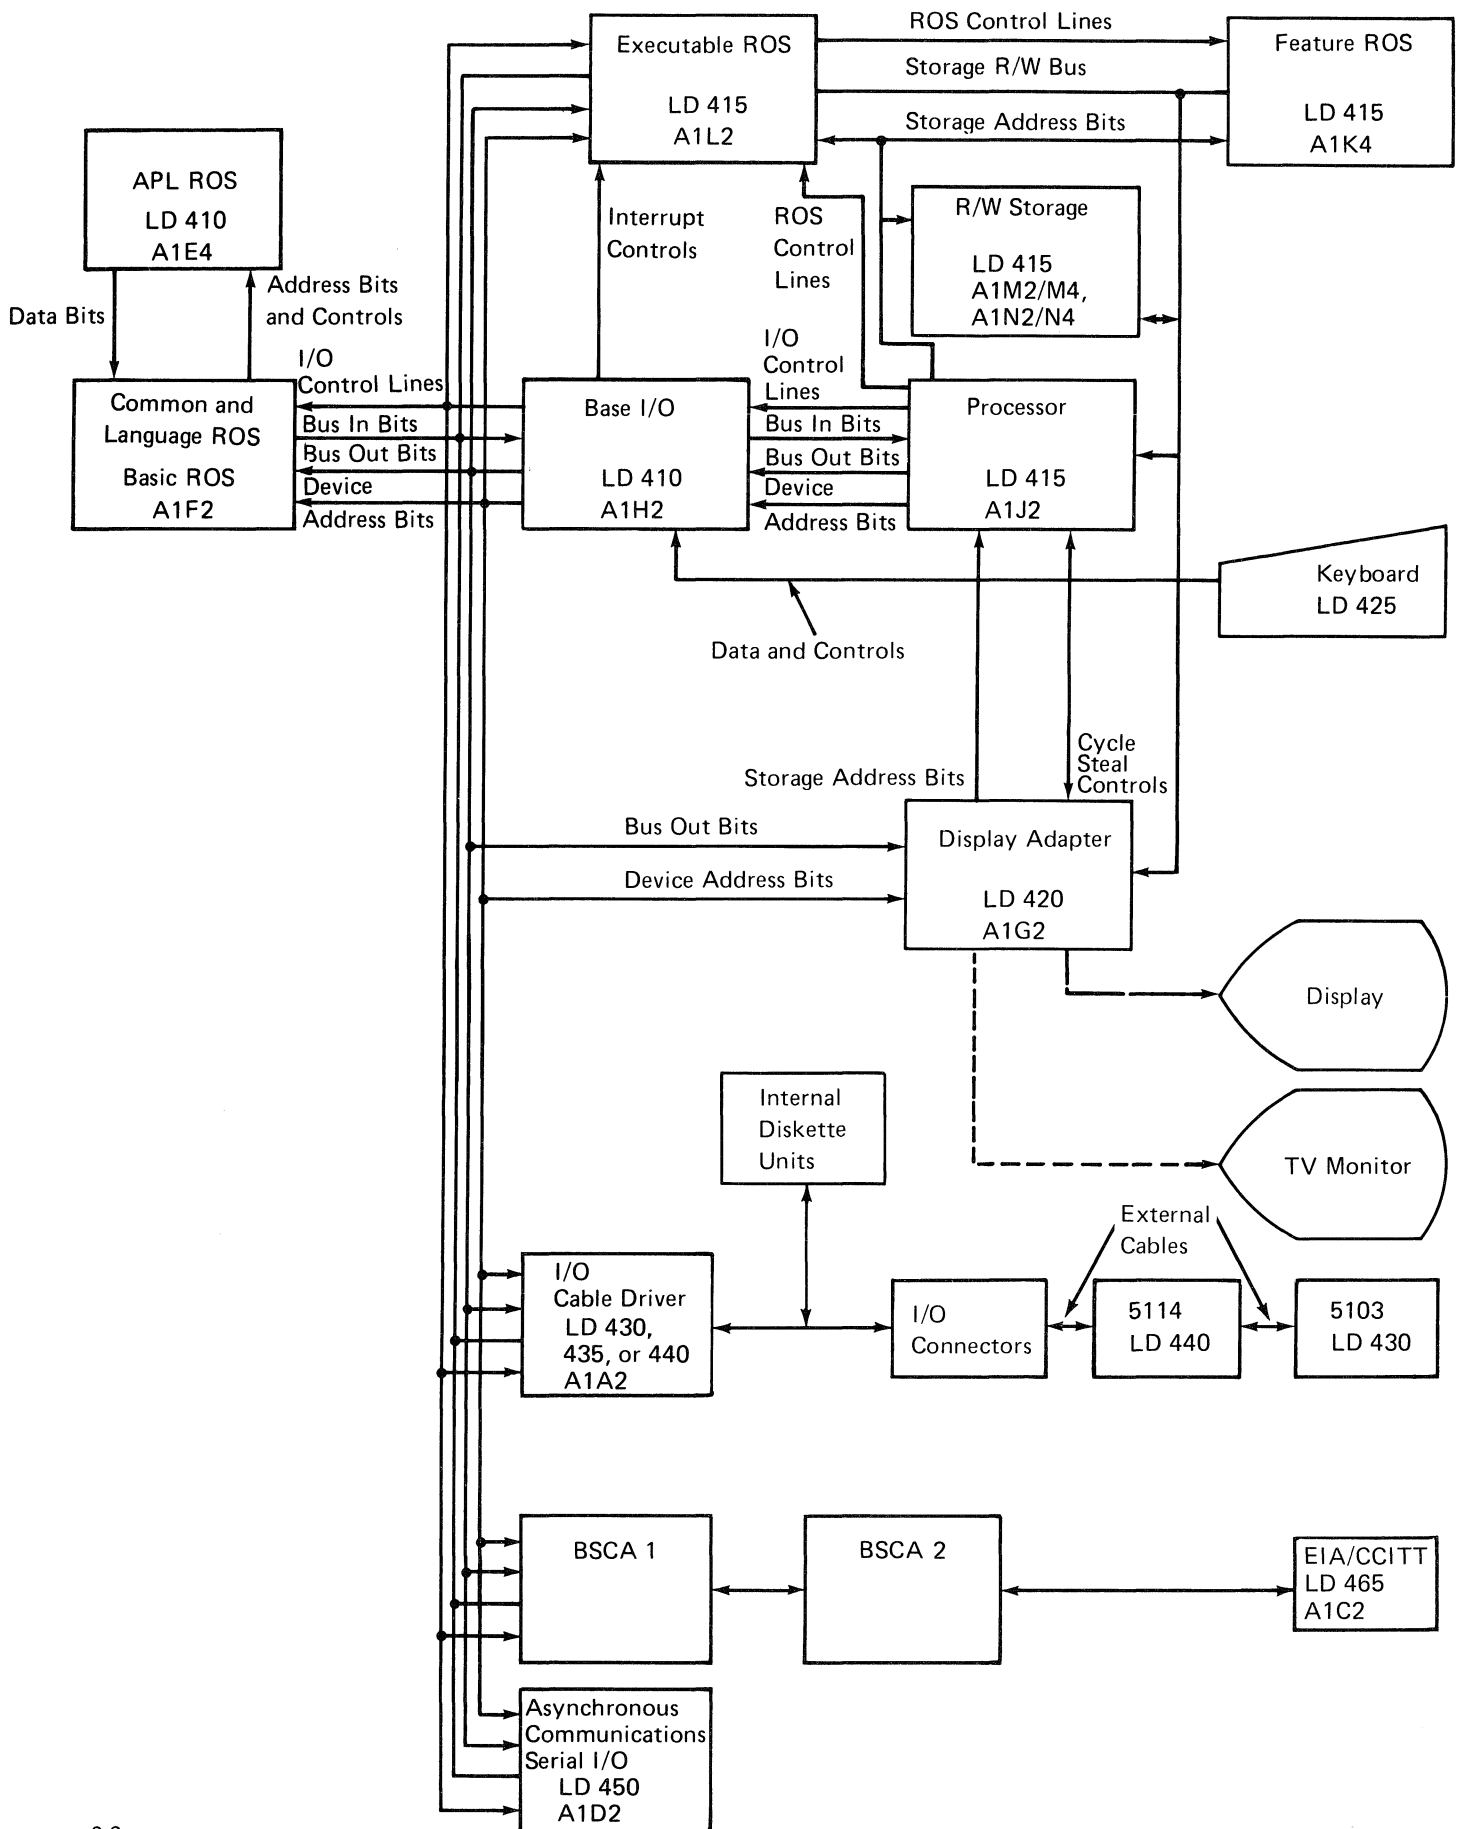 ROS Control Lines
Executable ROS
LD 415
A1L2
Feature ROS
LD 415
A1K4
Storage R/W Bus
Storage Address Bits
APL ROS
LD 410
A1E4
Interrupt
Controls
ROS
Control
Lines
R/W Storage
LD 415
A1M2/M4,
A1N2/N4
Data Bits
Address Bits
and Controls
I/O
Control Lines
Bus In Bits
Bus Out Bits
Device
Address Bits
Common and
Language ROS
Basic ROS
A1F2
Base I/O
LD 410
A1H2
I/O
Control
Lines
Bus In Bits
Bus Out Bits
Device
Address Bits
Processor
LD 415
A1J2
Keyboard
LD 425
Data and Controls
Storage Address Bits
Cycle
Steal
Controls
Bus Out Bits
Device Address Bits
Display Adapter
LD 420
A1G2
Display
Internal
Diskette
Units
TV Monitor
External
Cables
I/O
Cable Driver
LD 430,
435, or 440
A1A2
I/O
Connectors
5114
LD 440
5103
LD 430
BSCA 1
BSCA 2
EIA/CCITT
LD 465
A1C2
Asynchronous
Communications
Serial I/O
LD 450
A1D2